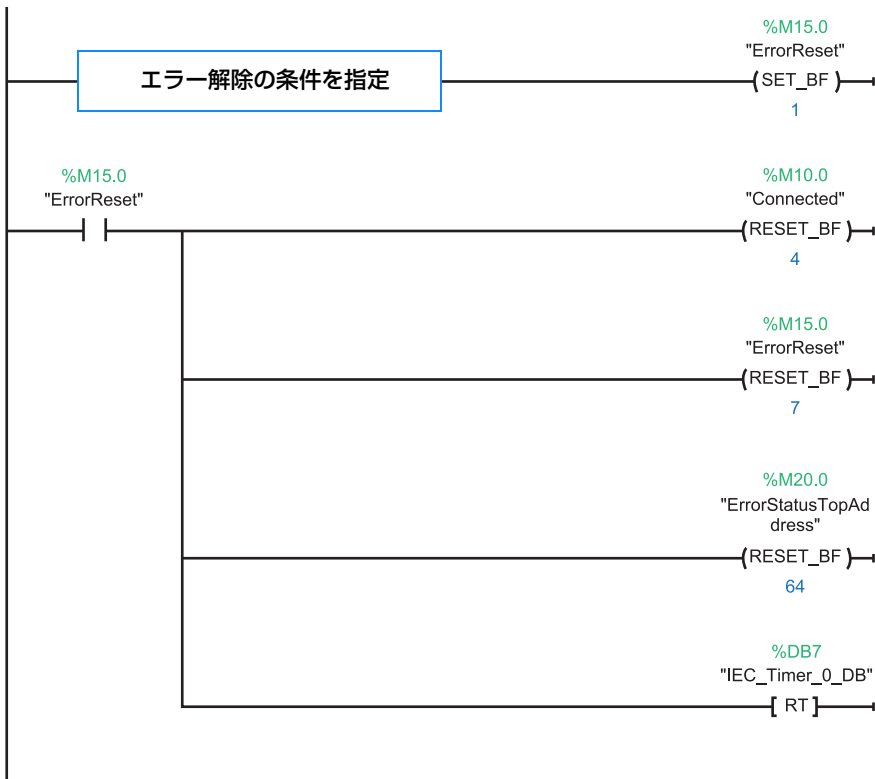 %M15.0
"ErrorReset"
エラー解除の条件を指定
SET_BF
1
%M15.0
"ErrorReset"
%M10.0
"Connected"
RESET_BF
4
%M15.0
"ErrorReset"
RESET_BF
7
%M20.0
"ErrorStatusTopAd
dress"
RESET_BF
64
%DB7
"IEC_Timer_0_DB"
RT